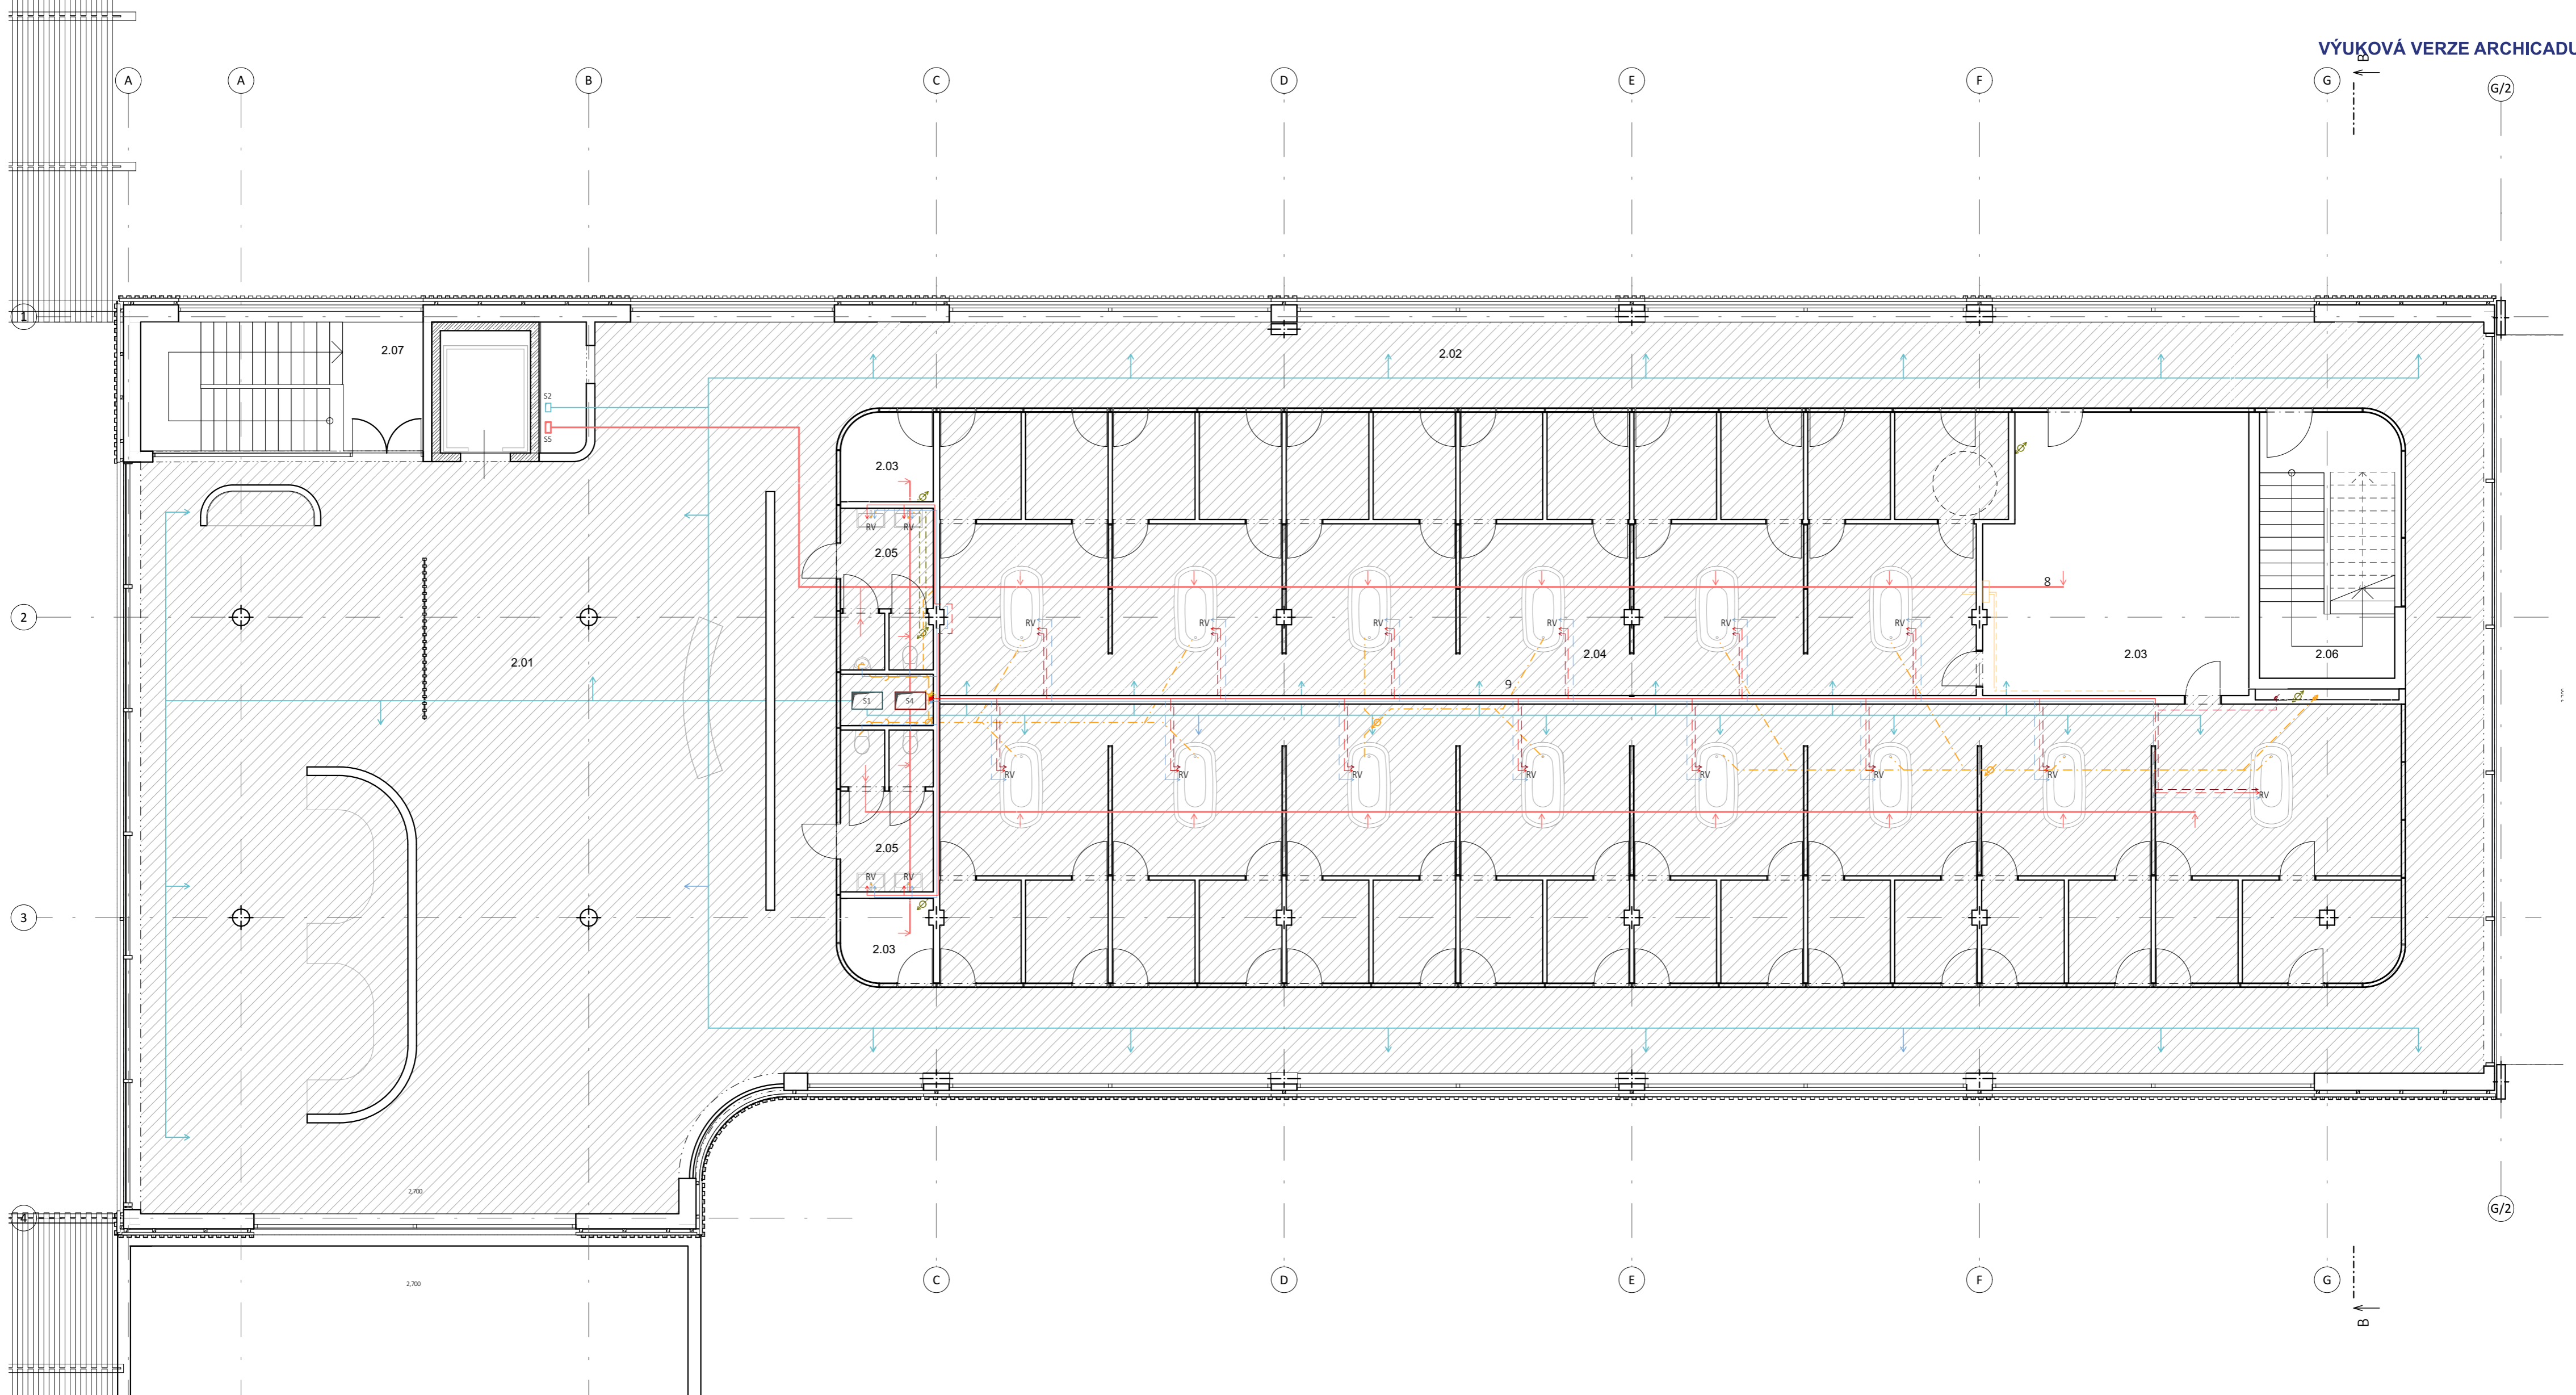 VÝUKOVÁ VERZE ARCHICADU
B
A
A
B
C
D
E
F
G
G/2
1
2.07
2.02
S2
S5
2.03
RV
RV
2.05
8
2
RV
RV
RV
RV
RV
RV
2.01
2.04
2.03
2.06
9
S1
S4
RV
RV
RV
RV
RV
RV
RV
RV
2.05
RV
RV
3
2.03
2,700
4
G/2
2,700
C
D
E
F
G
B